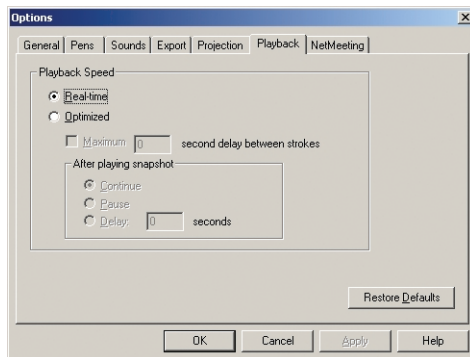 Options
General Pens Sounds Export Projection Playback NetMeeting
Playback Speed
Real-time
Optimized
Maximum 0 second delay between strokes
After playing snapshot
Continue
Pause
Delay: 0 seconds
Restore Defaults
OK Cancel Apply Help